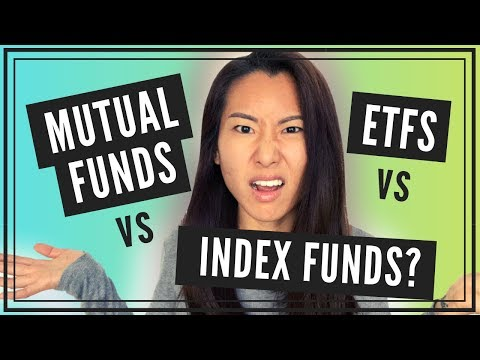 MUTUAL
FUNDS
VS
ETFS
VS
INDEX FUNDS?